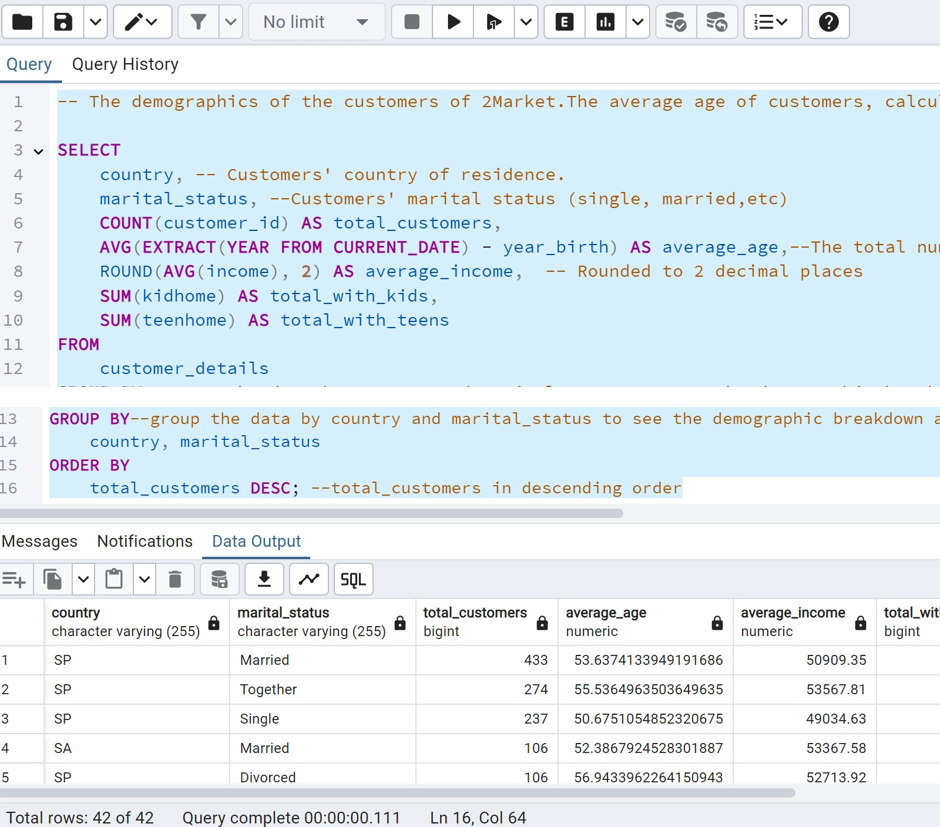 No limit
E
Query Query History
1 -- The demographics of the customers of 2Market.The average age of customers, calcu
2
3 SELECT
4 country, -- Customers' country of residence.
5 marital_status, --Customers' marital status (single, married,etc)
6 COUNT(customer_id) AS total_customers,
7 AVG(EXTRACT(YEAR FROM CURRENT_DATE) - year_birth) AS average_age,--The total nu
8 ROUND(AVG(income), 2) AS average_income, -- Rounded to 2 decimal places
9 SUM(kidhome) AS total_with_kids,
10 SUM(teenhome) AS total_with_teens
11 FROM
12 customer_details
13 GROUP BY--group the data by country and marital_status to see the demographic breakdown a
14 country, marital_status
15 ORDER BY
16 total_customers DESC; --total_customers in descending order
Messages Notifications Data Output
SQL
country marital_status total_customers average_age average_income total_wit
character varying (255) character varying (255) bigint numeric numeric bigint
1 SP Married 433 53.6374133949191686 50909.35
2 SP Together 274 55.5364963503649635 53567.81
3 SP Single 237 50.6751054852320675 49034.63
4 SA Married 106 52.3867924528301887 53367.58
5 SP Divorced 106 56.9433962264150943 52713.92
Total rows: 42 of 42 Query complete 00:00:00.111 Ln 16, Col 64